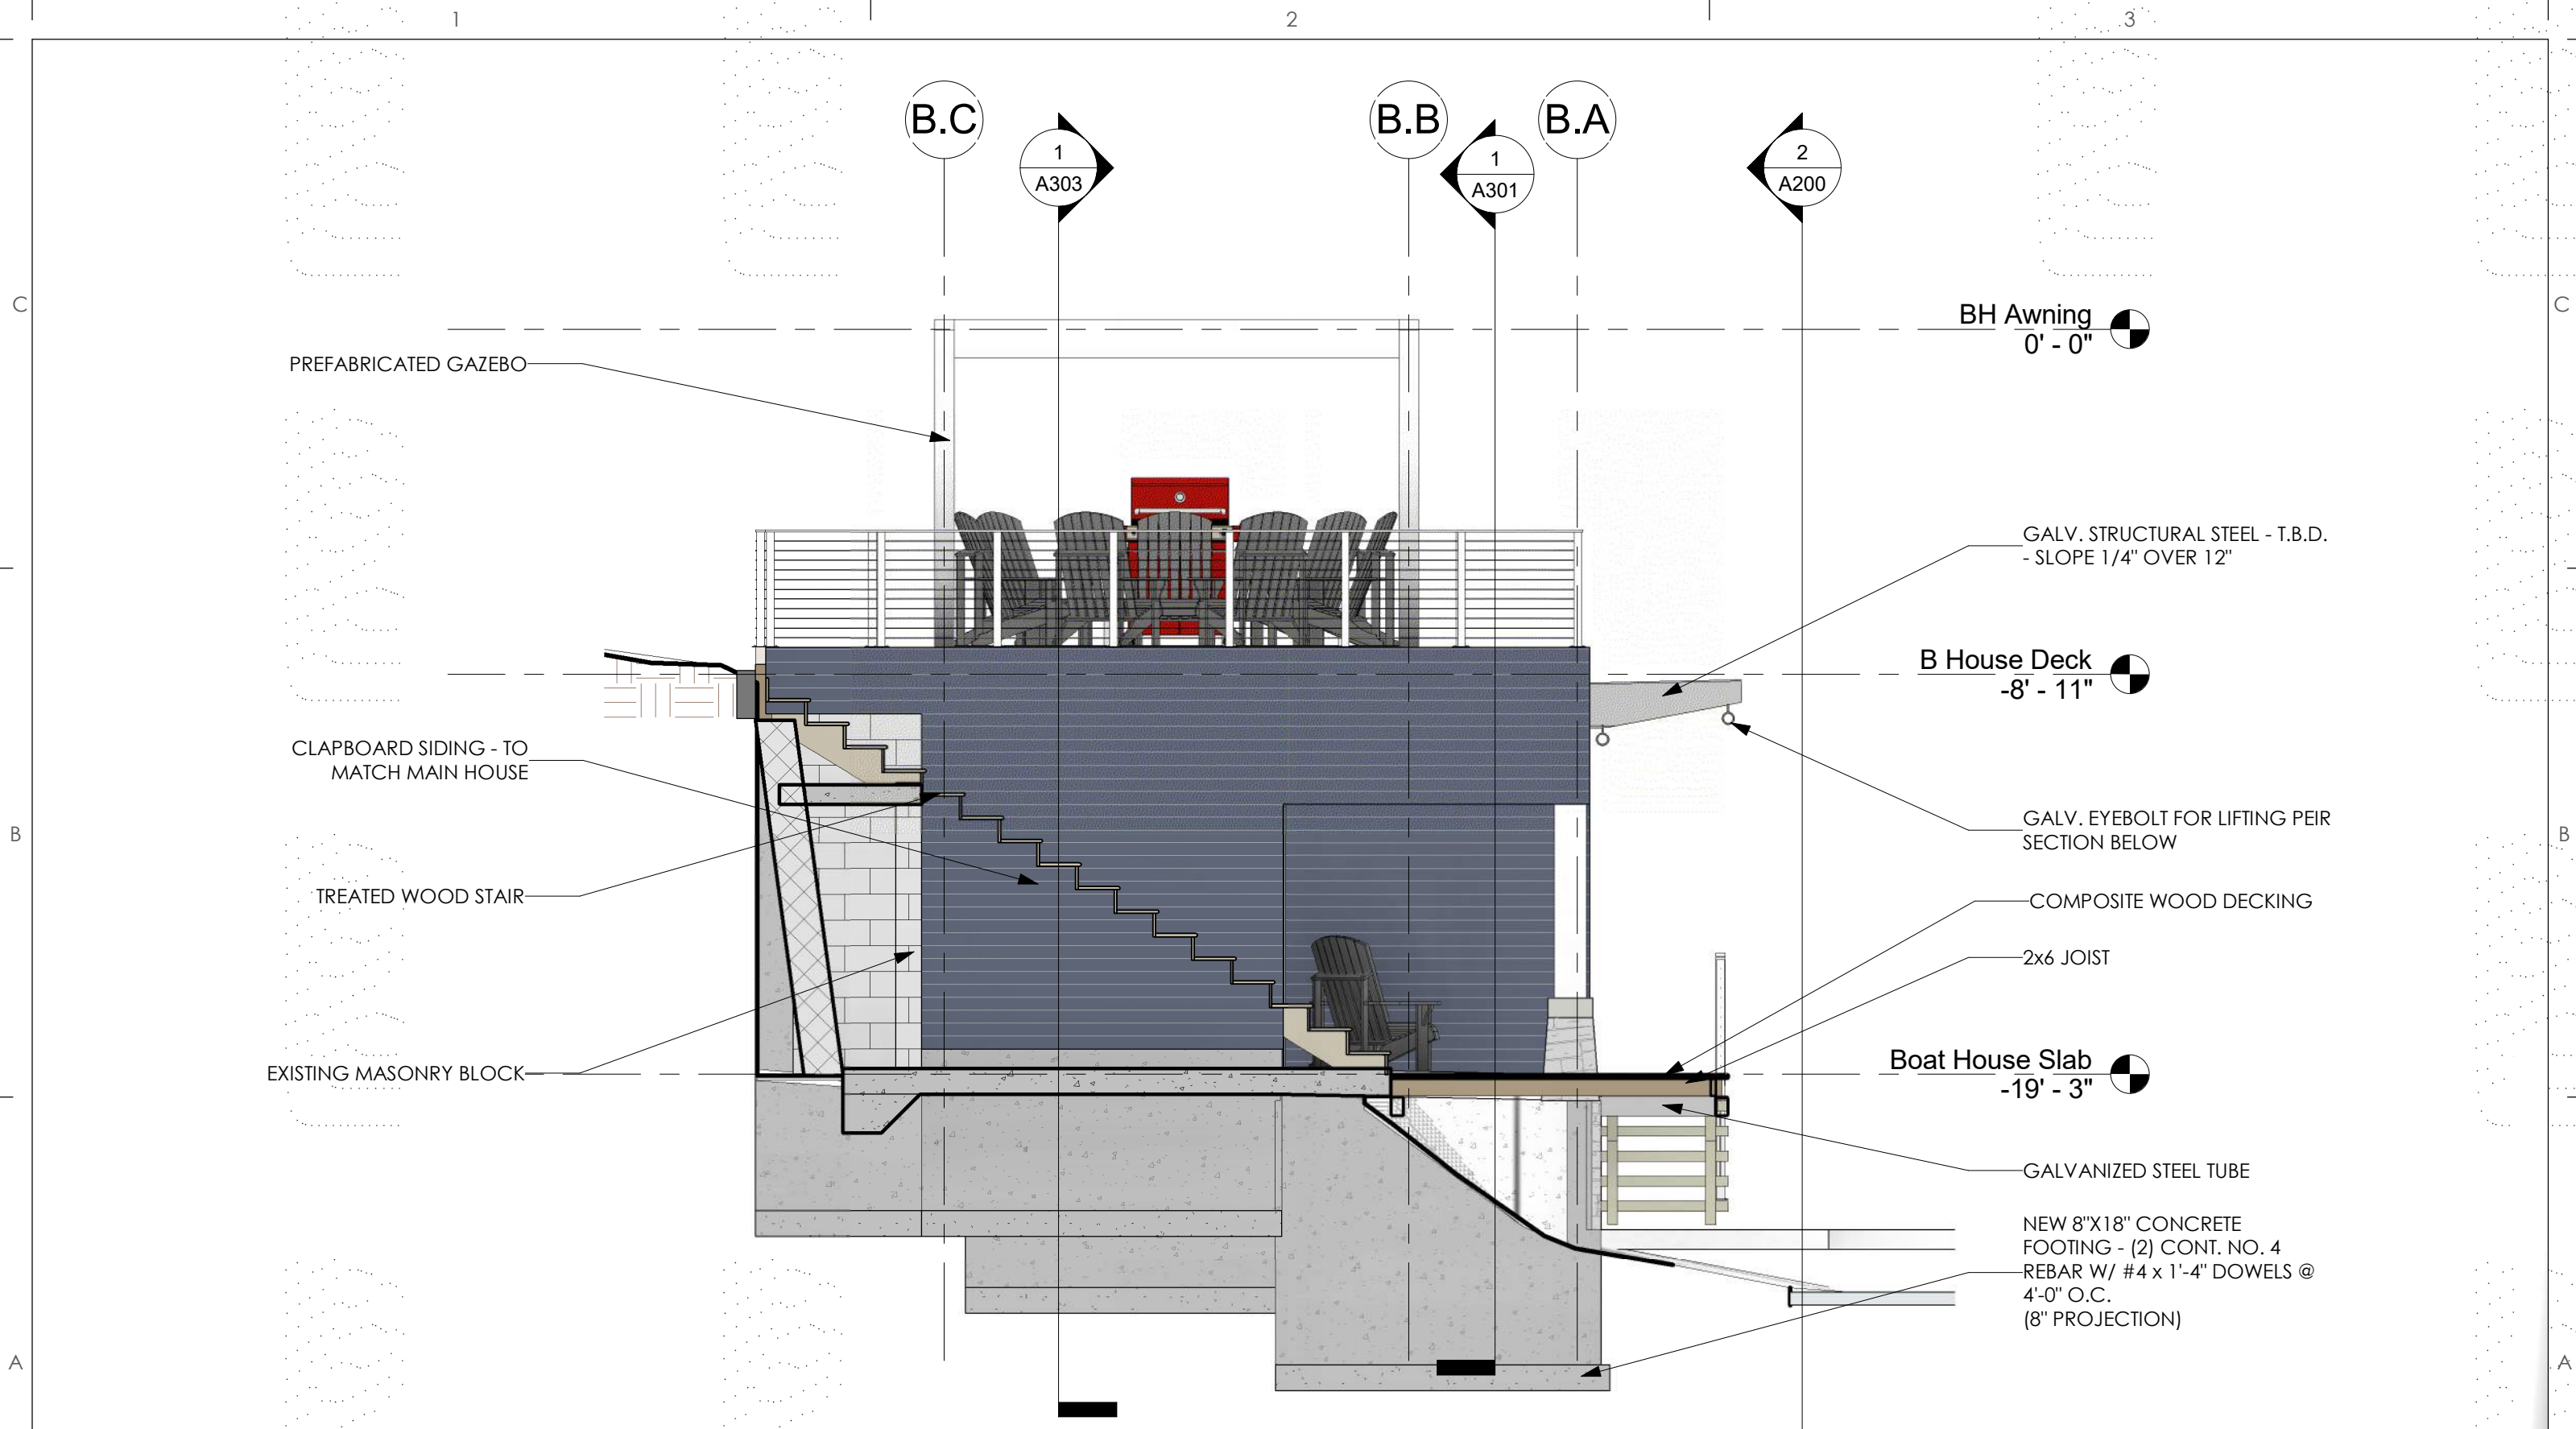 1
2
3
B.C
B.B
B.A
1
A303
1
A301
2
A200
C
C
BH Awning
0' - 0"
PREFABRICATED GAZEBO
GALV. STRUCTURAL STEEL - T.B.D.
- SLOPE 1/4" OVER 12"
B House Deck
-8' - 11"
CLAPBOARD SIDING - TO
MATCH MAIN HOUSE
B
B
GALV. EYEBOLT FOR LIFTING PEIR
SECTION BELOW
TREATED WOOD STAIR
COMPOSITE WOOD DECKING
2x6 JOIST
EXISTING MASONRY BLOCK
Boat House Slab
-19' - 3"
GALVANIZED STEEL TUBE
NEW 8"X18" CONCRETE
FOOTING - (2) CONT. NO. 4
REBAR W/ #4 x 1'-4" DOWELS @
4'-0" O.C.
(8" PROJECTION)
A
A